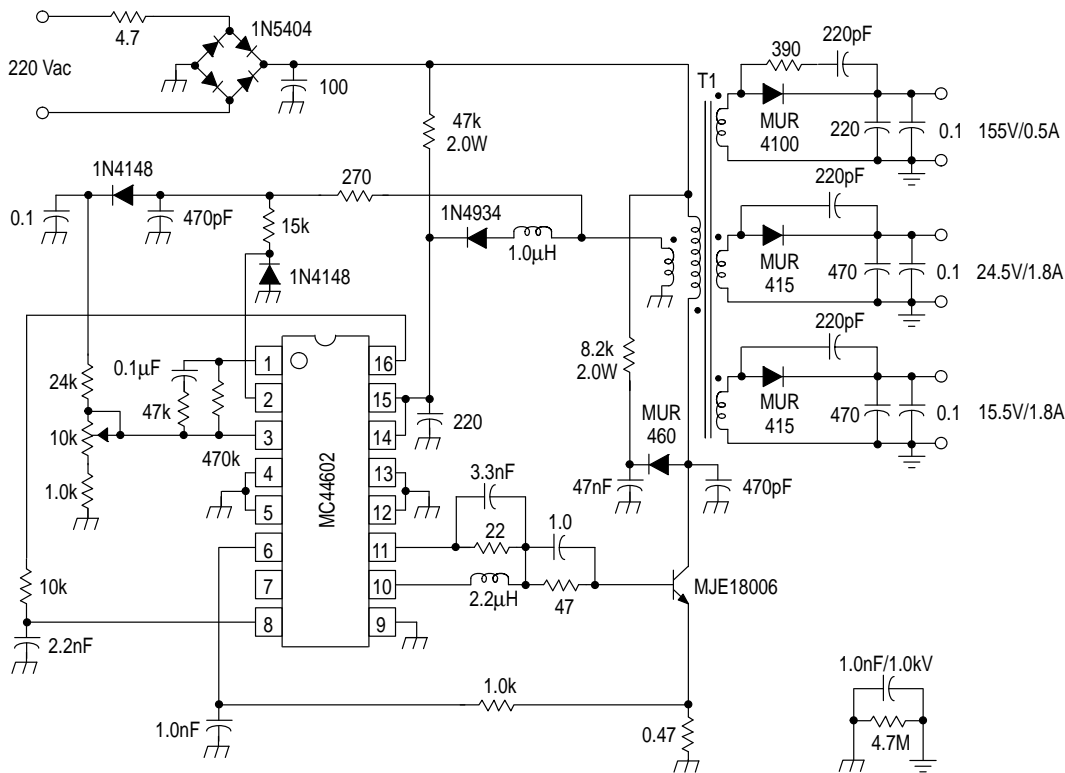 220pF
390
1N5404
4.7
T1
220 Vac
100
MUR
4100
220
0.1
155V/0.5A
47k
2.0W
1N4148
270
220pF
1N4934
0.1
470pF
15k
1.0µH
1N4148
MUR
415
470
0.1
24.5V/1.8A
220pF
8.2k
2.0W
1
16
0.1µF
24k
2
15
47k
220
MUR
415
470
0.1
15.5V/1.8A
10k
3
14
MUR
460
470k
1.0k
4
13
3.3nF
47nF
470pF
MC44602
5
12
22
1.0
6
11
10k
7
10
2.2µH
47
MJE18006
8
9
2.2nF
1.0nF/1.0kV
1.0k
1.0nF
0.47
4.7M